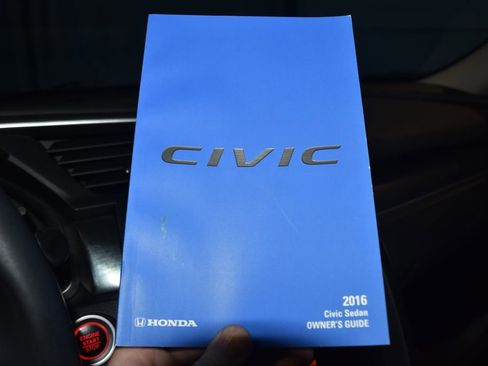 CIVIC
2016
Civic Sedan
HONDA
OWNER'S GUIDE
ENGINE
START
STOP